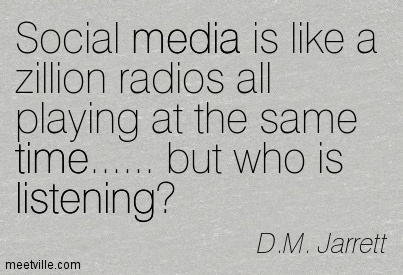 Social media is like a
zillion radios all
playing at the same
time...... but who is
listening?
D.M. Jarrett
meetville.com